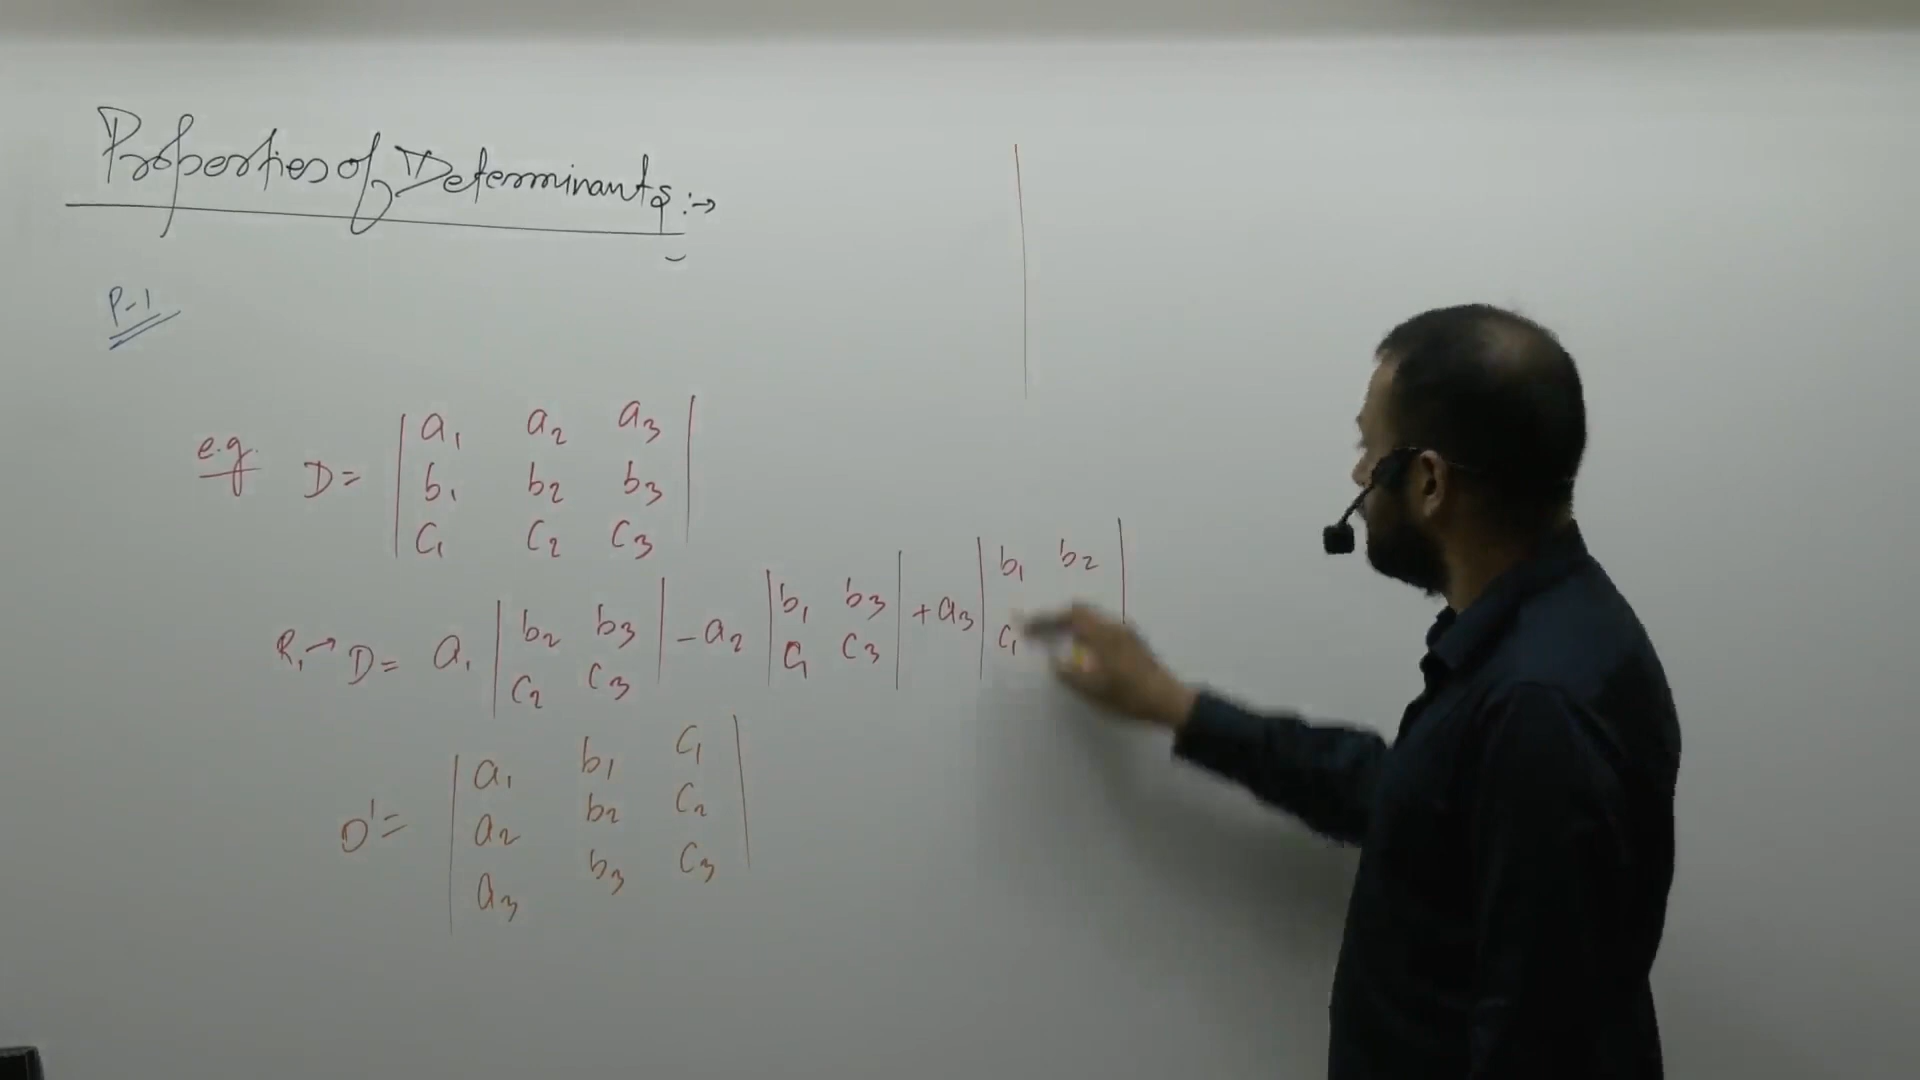 Properties of Determinants :→
P-1
e.g. D = | a₁ a₂ a₃ |
| b₁ b₂ b₃ |
| c₁ c₂ c₃ |
R₁→ D = a₁ | b₂ b₃ | - a₂ | b₁ b₃ | + a₃ | b₁ b₂ |
| c₂ c₃ | | c₁ c₃ | | c₁
D' = | a₁ b₁ c₁ |
| a₂ b₂ c₂ |
| a₃ b₃ c₃ |